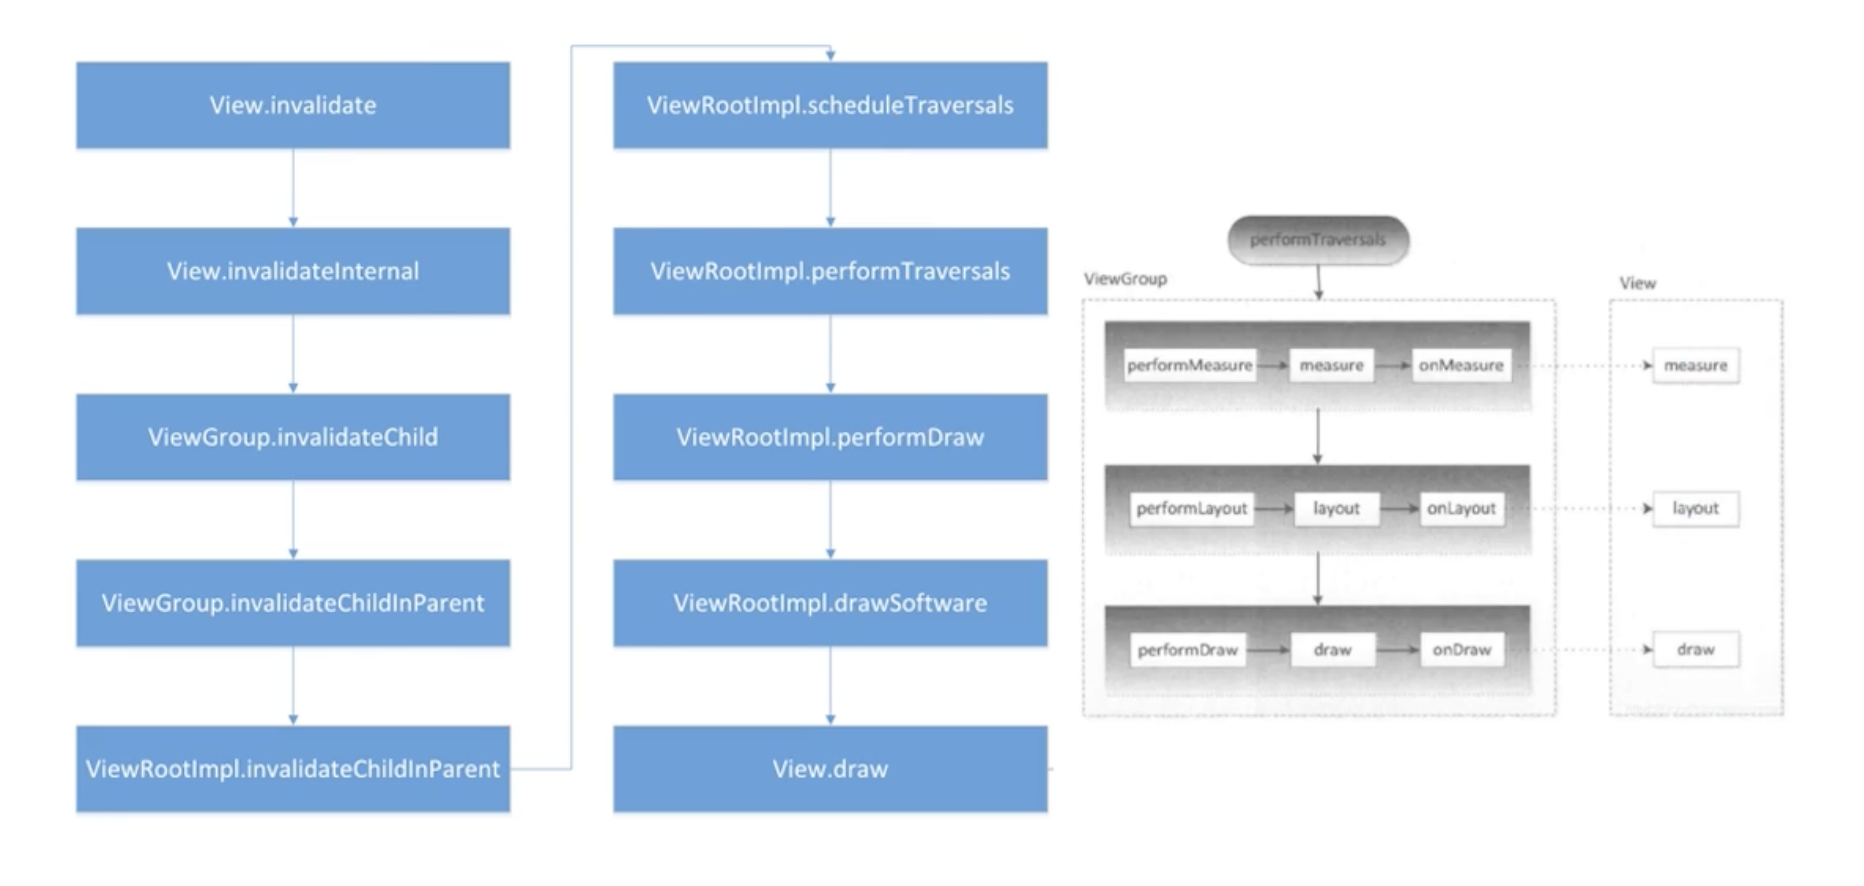 View.invalidate
View.invalidateInternal
ViewGroup.invalidateChild
ViewGroup.invalidateChildInParent
ViewRootImpl.invalidateChildInParent
ViewRootImpl.scheduleTraversals
ViewRootImpl.performTraversals
ViewRootImpl.performDraw
ViewRootImpl.drawSoftware
View.draw
performTraversals
ViewGroup
View
performMeasure
measure
onMeasure
measure
performLayout
layout
onLayout
layout
performDraw
draw
onDraw
draw